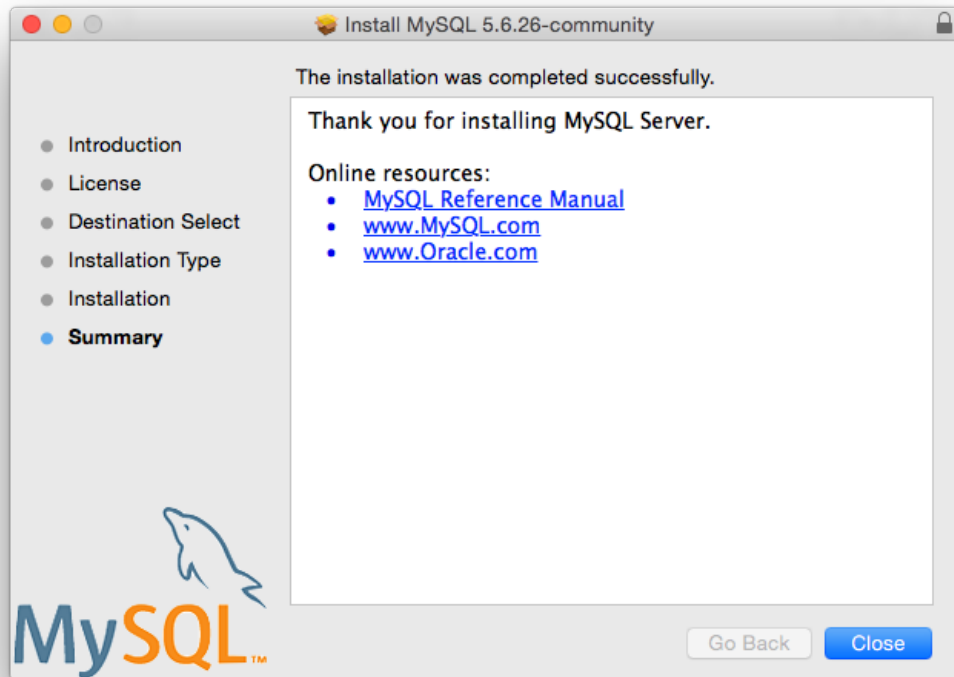 Install MySQL 5.6.26-community
The installation was completed successfully.
Introduction
License
Destination Select
Installation Type
Installation
Summary
Thank you for installing MySQL Server.
Online resources:
• MySQL Reference Manual
• www.MySQL.com
• www.Oracle.com
MySQL™
Go Back
Close